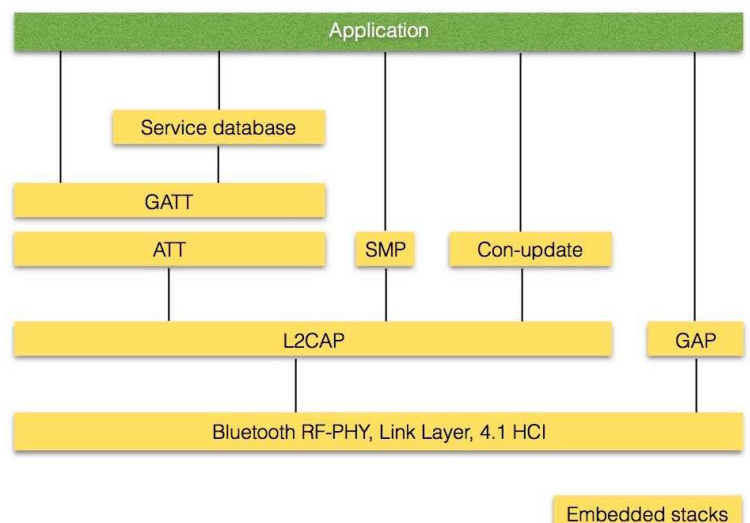 Application
Service database
GATT
ATT
SMP
Con-update
L2CAP
GAP
Bluetooth RF-PHY, Link Layer, 4.1 HCI
Embedded stacks